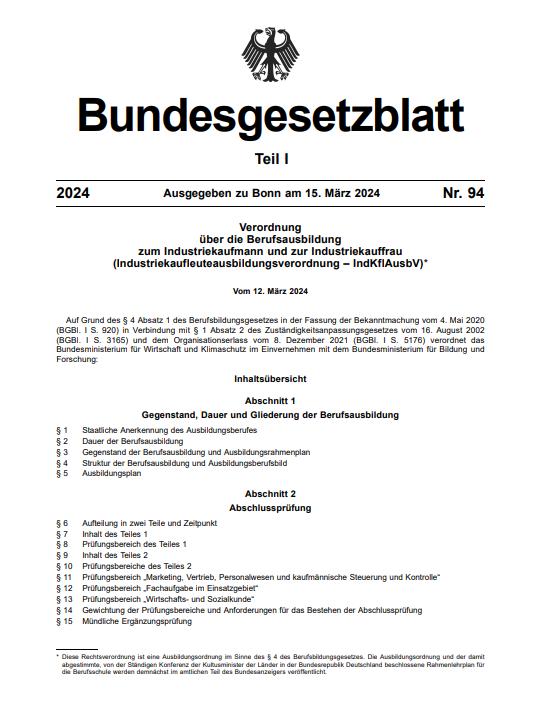 Bundesgesetzblatt
Teil I
2024 Ausgegeben zu Bonn am 15. März 2024 Nr. 94
Verordnung
über die Berufsausbildung
zum Industriekaufmann und zur Industriekauffrau
(Industriekaufleuteausbildungsverordnung – IndKflAusbV)*
Vom 12. März 2024
Auf Grund des § 4 Absatz 1 des Berufsbildungsgesetzes in der Fassung der Bekanntmachung vom 4. Mai 2020
(BGBl. I S. 920) in Verbindung mit § 1 Absatz 2 des Zuständigkeitsanpassungsgesetzes vom 16. August 2002
(BGBl. I S. 3165) und dem Organisationserlass vom 8. Dezember 2021 (BGBl. I S. 5176) verordnet das
Bundesministerium für Wirtschaft und Klimaschutz im Einvernehmen mit dem Bundesministerium für Bildung und
Forschung:
Inhaltsübersicht
Abschnitt 1
Gegenstand, Dauer und Gliederung der Berufsausbildung
§ 1 Staatliche Anerkennung des Ausbildungsberufes
§ 2 Dauer der Berufsausbildung
§ 3 Gegenstand der Berufsausbildung und Ausbildungsrahmenplan
§ 4 Struktur der Berufsausbildung und Ausbildungsberufsbild
§ 5 Ausbildungsplan
Abschnitt 2
Abschlussprüfung
§ 6 Aufteilung in zwei Teile und Zeitpunkt
§ 7 Inhalt des Teiles 1
§ 8 Prüfungsbereich des Teiles 1
§ 9 Inhalt des Teiles 2
§ 10 Prüfungsbereiche des Teiles 2
§ 11 Prüfungsbereich „Marketing, Vertrieb, Personalwesen und kaufmännische Steuerung und Kontrolle“
§ 12 Prüfungsbereich „Fachaufgabe im Einsatzgebiet“
§ 13 Prüfungsbereich „Wirtschafts- und Sozialkunde“
§ 14 Gewichtung der Prüfungsbereiche und Anforderungen für das Bestehen der Abschlussprüfung
§ 15 Mündliche Ergänzungsprüfung
* Diese Rechtsverordnung ist eine Ausbildungsordnung im Sinne des § 4 des Berufsbildungsgesetzes. Die Ausbildungsordnung und der damit
abgestimmte, von der Ständigen Konferenz der Kultusminister der Länder in der Bundesrepublik Deutschland beschlossene Rahmenlehrplan für
die Berufsschule werden demnächst im amtlichen Teil des Bundesanzeigers veröffentlicht.